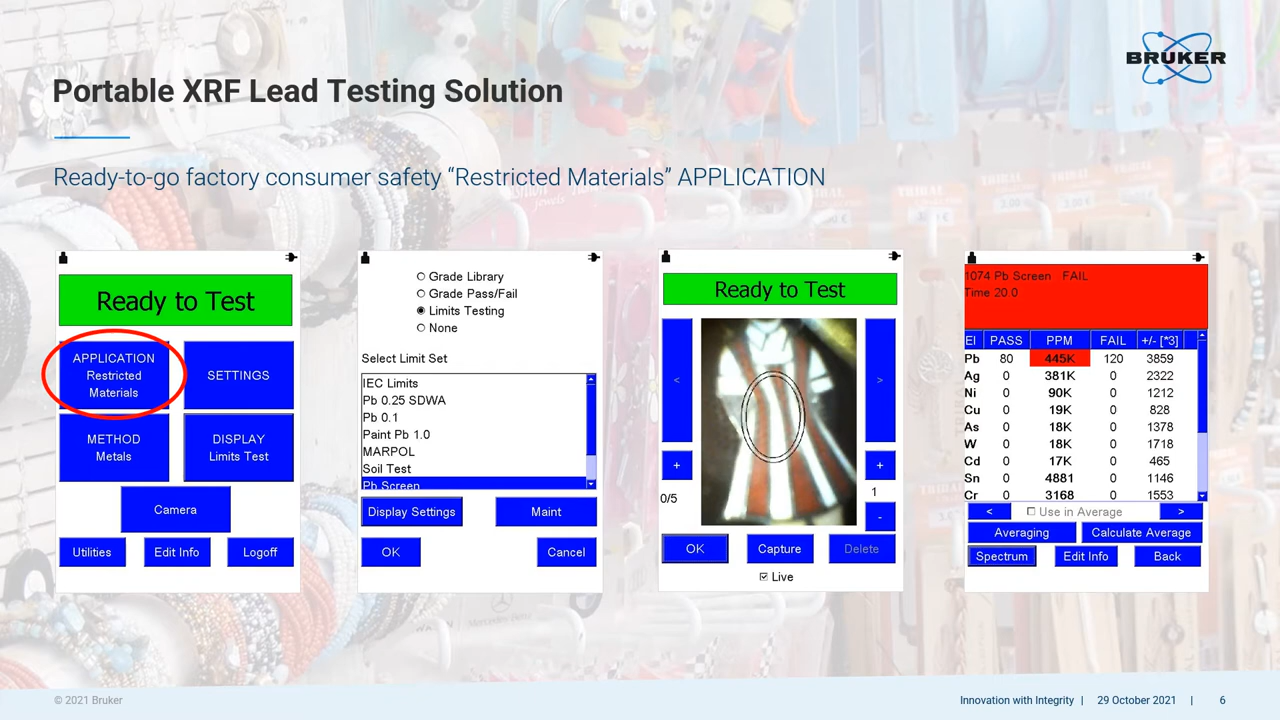 BRUKER
Portable XRF Lead Testing Solution
Ready-to-go factory consumer safety “Restricted Materials” APPLICATION
Ready to Test
APPLICATION
Restricted
Materials
SETTINGS
METHOD
Metals
DISPLAY
Limits Test
Camera
Utilities
Edit Info
Logoff
Grade Library
Grade Pass/Fail
Limits Testing
None
Select Limit Set
IEC Limits
Pb 0.25 SDWA
Pb 0.1
Paint Pb 1.0
MARPOL
Soil Test
Pb Screen
Display Settings
Maint
OK
Cancel
Ready to Test
<
>
+
+
0/5
1
-
OK
Capture
Delete
Live
1074 Pb Screen FAIL
Time 20.0
El PASS PPM FAIL +/- [*3]
Pb 80 445K 120 3859
Ag 0 381K 0 2322
Ni 0 90K 0 1212
Cu 0 19K 0 828
As 0 18K 0 1378
W 0 18K 0 1718
Cd 0 17K 0 465
Sn 0 4881 0 1146
Cr 0 3168 0 1553
< Use in Average >
Averaging
Calculate Average
Spectrum
Edit Info
Back
© 2021 Bruker
Innovation with Integrity | 29 October 2021 | 6